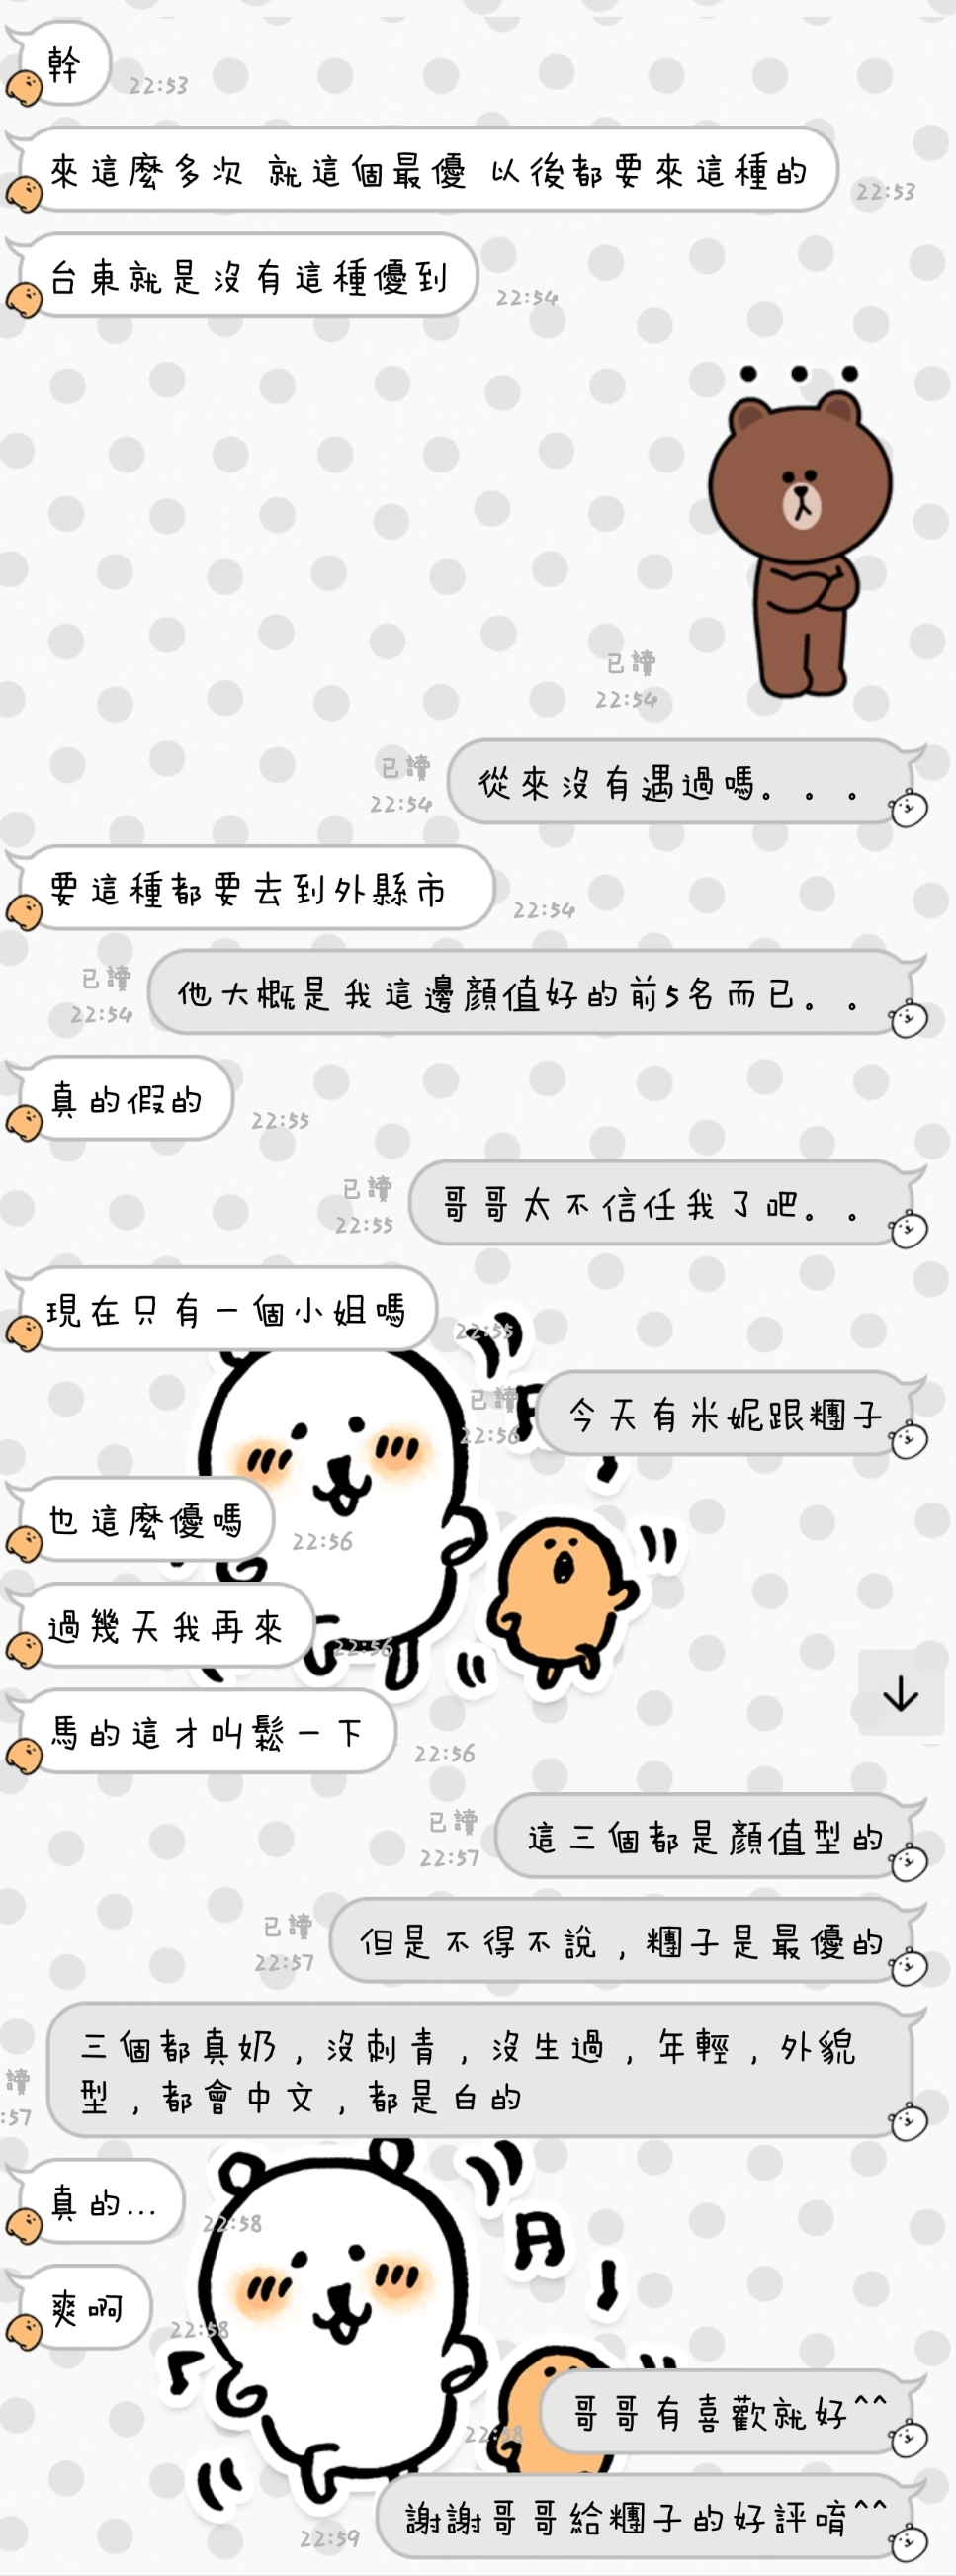 幹
22:53
來這麼多次 就這個最優 以後都要來這種的
22:53
台東就是沒有這種優到
22:54
已讀
22:54
已讀
22:54
從來沒有遇過嗎。。。
要這種都要去到外縣市
22:54
已讀
22:54
他大概是我這邊顏值好的前5名而已。。
真的假的
22:55
已讀
22:55
哥哥太不信任我了吧。。
現在只有一個小姐嗎
22:55
已讀
22:56
今天有米妮跟糰子
也這麼優嗎
22:56
過幾天我再來
22:56
馬的這才叫鬆一下
22:56
已讀
22:57
這三個都是顏值型的
已讀
22:57
但是不得不說，糰子是最優的
三個都真奶，沒刺青，沒生過，年輕，外貌
型，都會中文，都是白的
讀
:57
真的...
22:58
爽啊
22:58
哥哥有喜歡就好^^
22:58
謝謝哥哥給糰子的好評唷^^
22:59